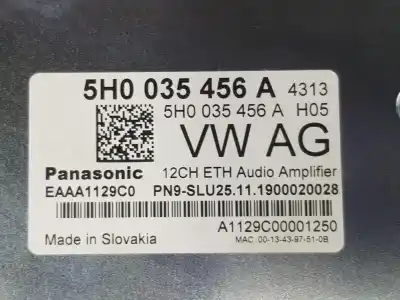 5H0 035 456 A 4313
5H0 035 456 A H05
VW AG
Panasonic 12CH ETH Audio Amplifier
EAAA1129C0 PN9-SLU25.11.1900020028
A1129C00001250
Made in Slovakia MAC: 00-13-43-97-51-0B